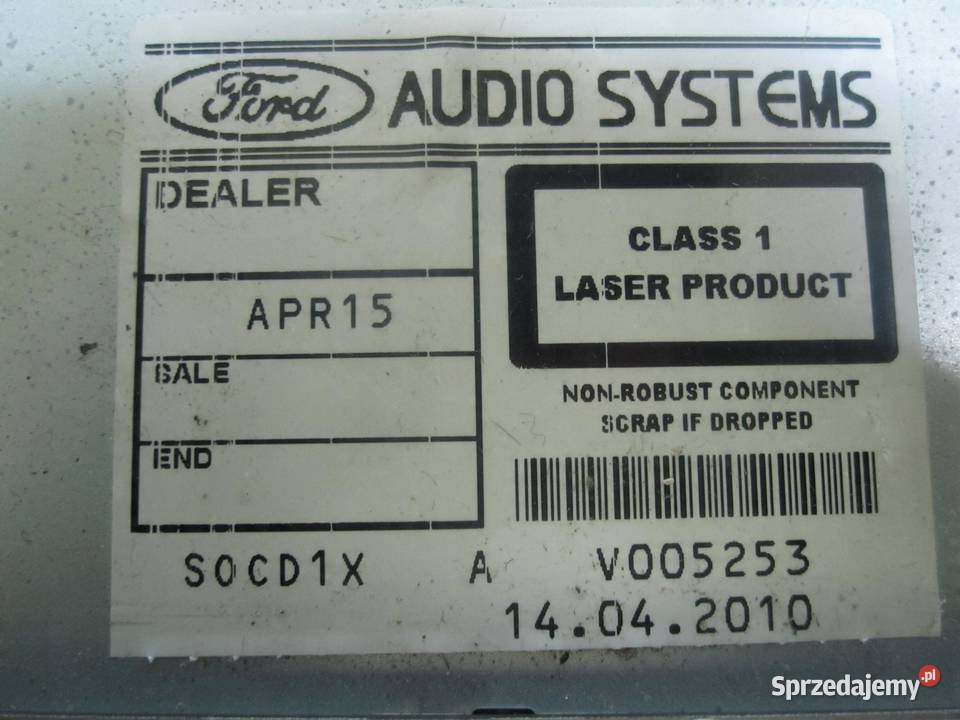 Ford AUDIO SYSTEMS
DEALER
APR15
SALE
END
CLASS 1
LASER PRODUCT
NON-ROBUST COMPONENT
SCRAP IF DROPPED
S0CD1X A V005253
14.04.2010
Sprzedajemy.pl